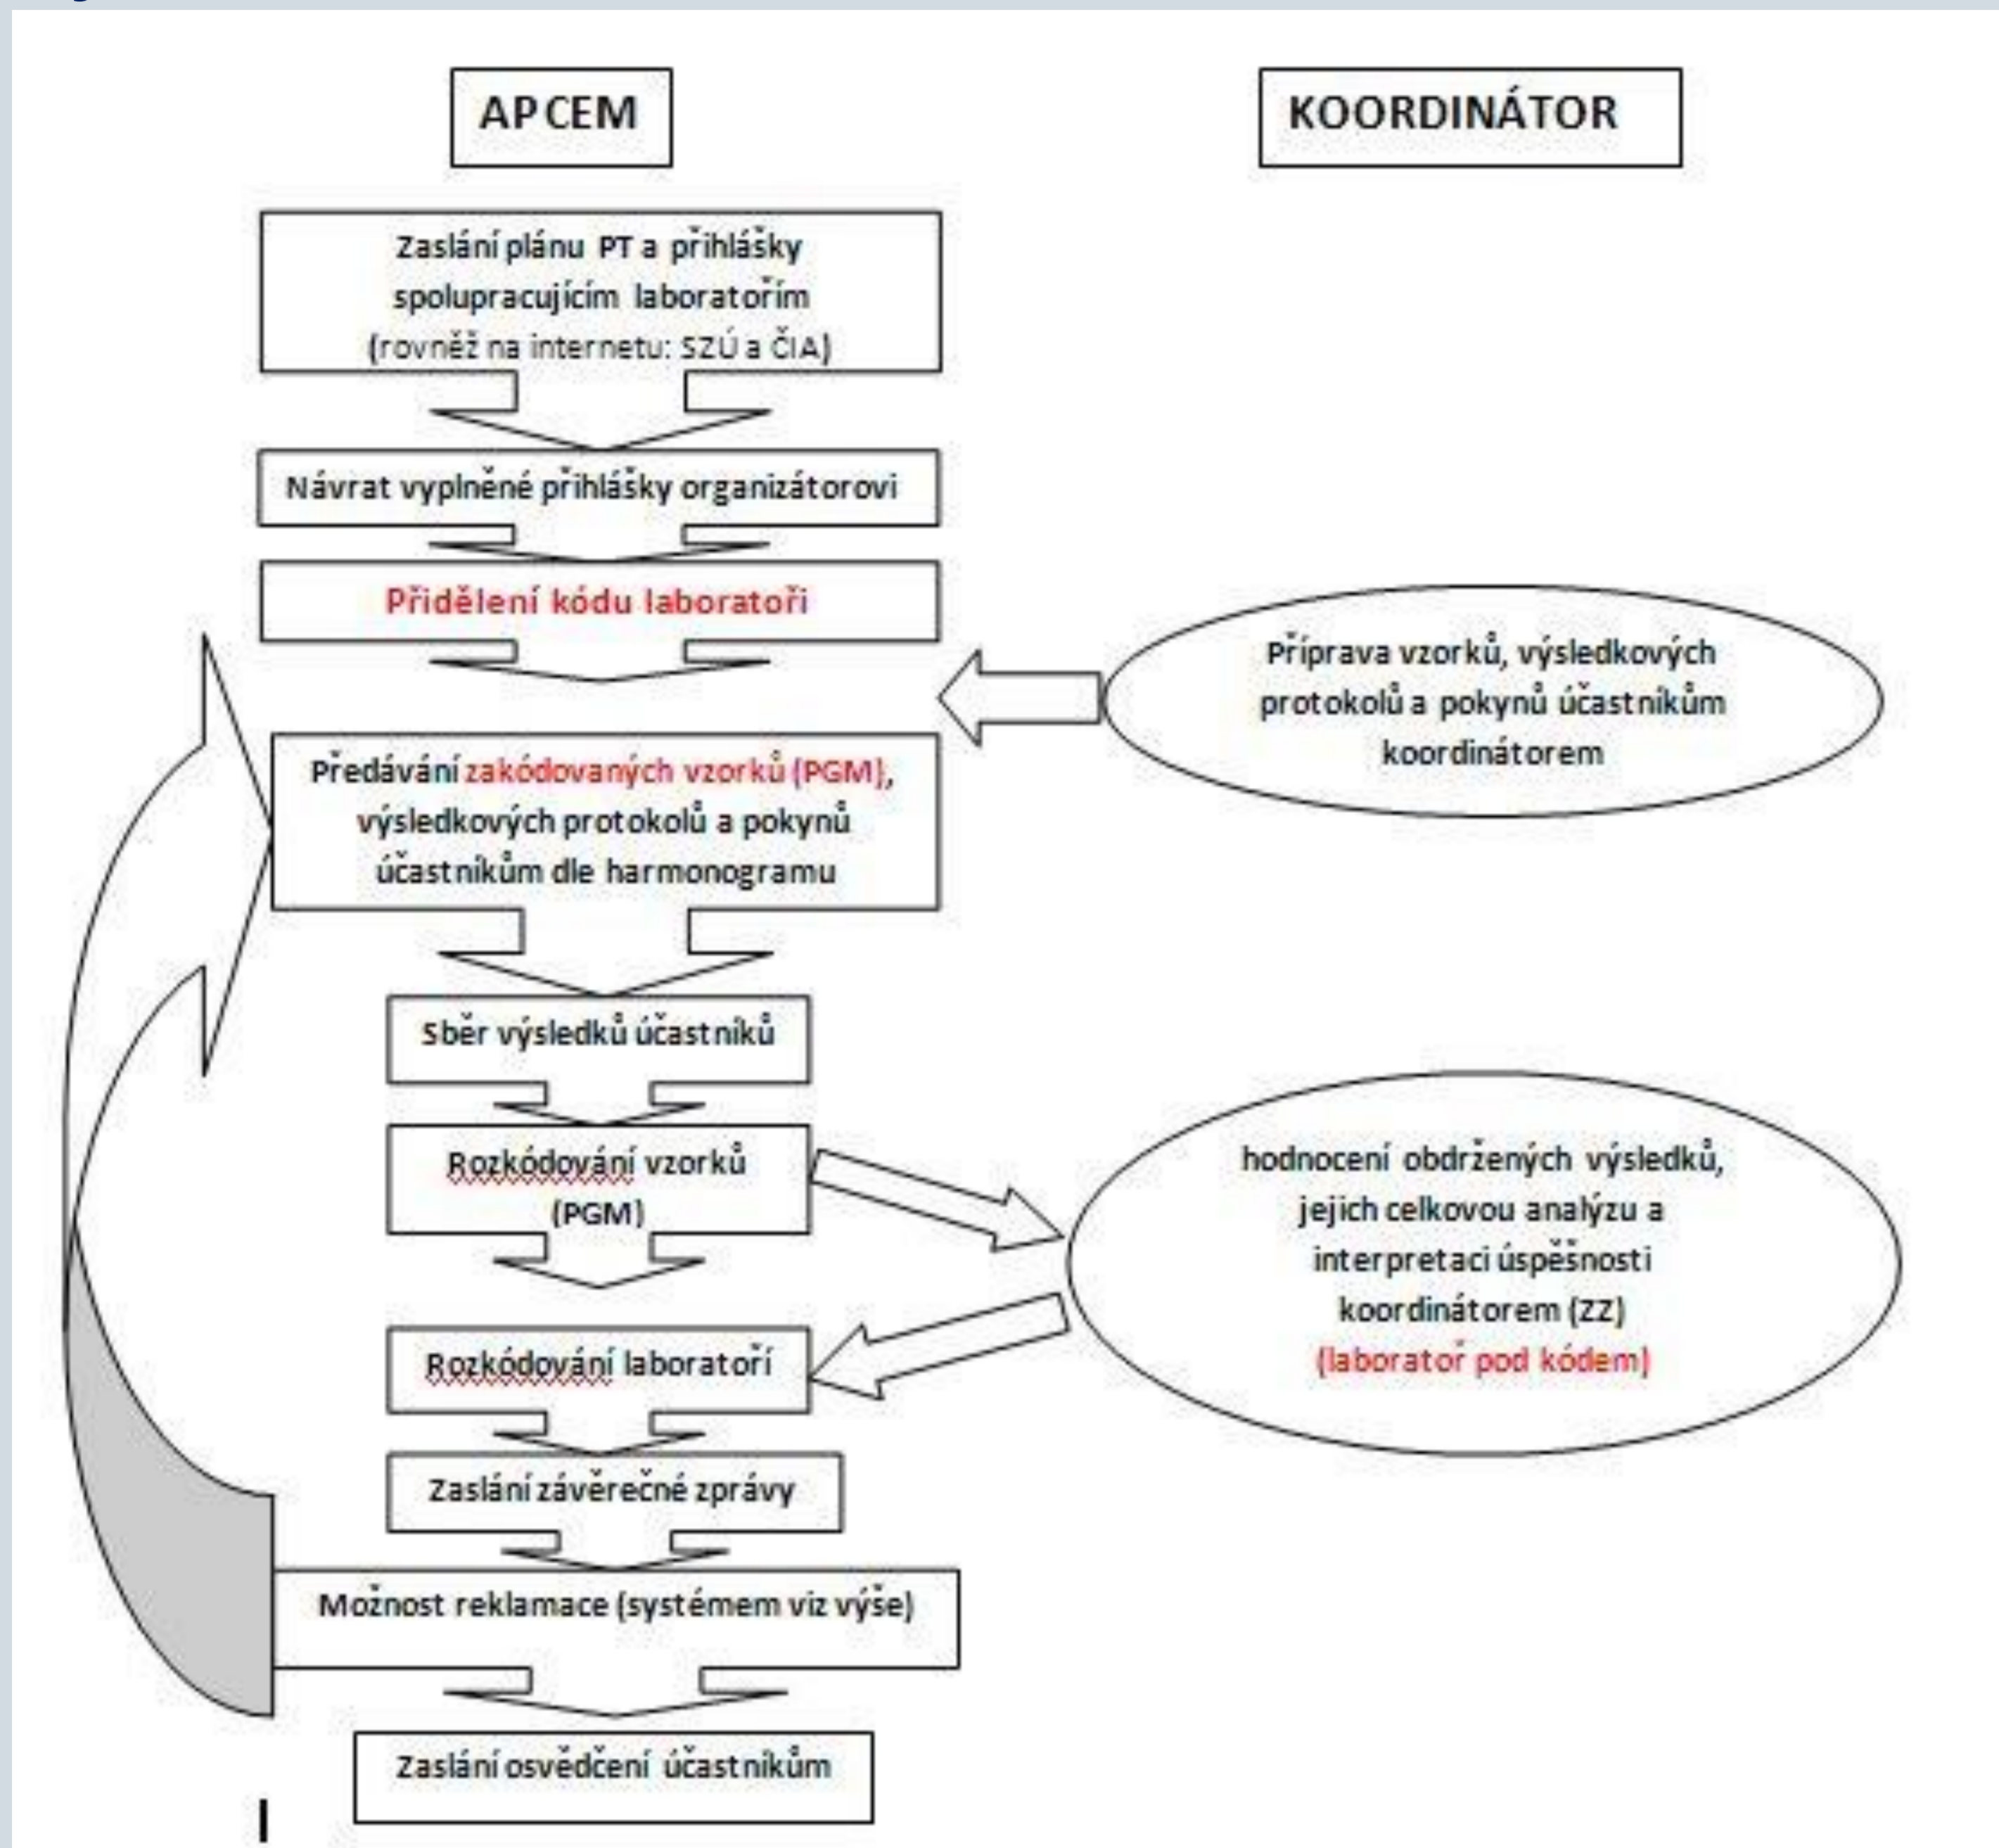 APCEM
KOORDINÁTOR
Zaslání plánu PT a přihlášky
spolupracujícím laboratořím
(rovněž na internetu: SZÚ a ČIA)
Návrat vyplněné přihlášky organizátorovi
Přidělení kódu laboratoři
Příprava vzorků, výsledkových
protokolů a pokynů účastníkům
koordinátorem
Předávání zakódovaných vzorků (PGM),
výsledkových protokolů a pokynů
účastníkům dle harmonogramu
Sběr výsledků účastníků
Rozkódování vzorků
(PGM)
hodnocení obdržených výsledků,
jejich celkovou analýzu a
interpretaci úspěšnosti
koordinátorem (ZZ)
(laboratoř pod kódem)
Rozkódování laboratoří
Zaslání závěrečné zprávy
Možnost reklamace (systémem viz výše)
Zaslání osvědčení účastníkům